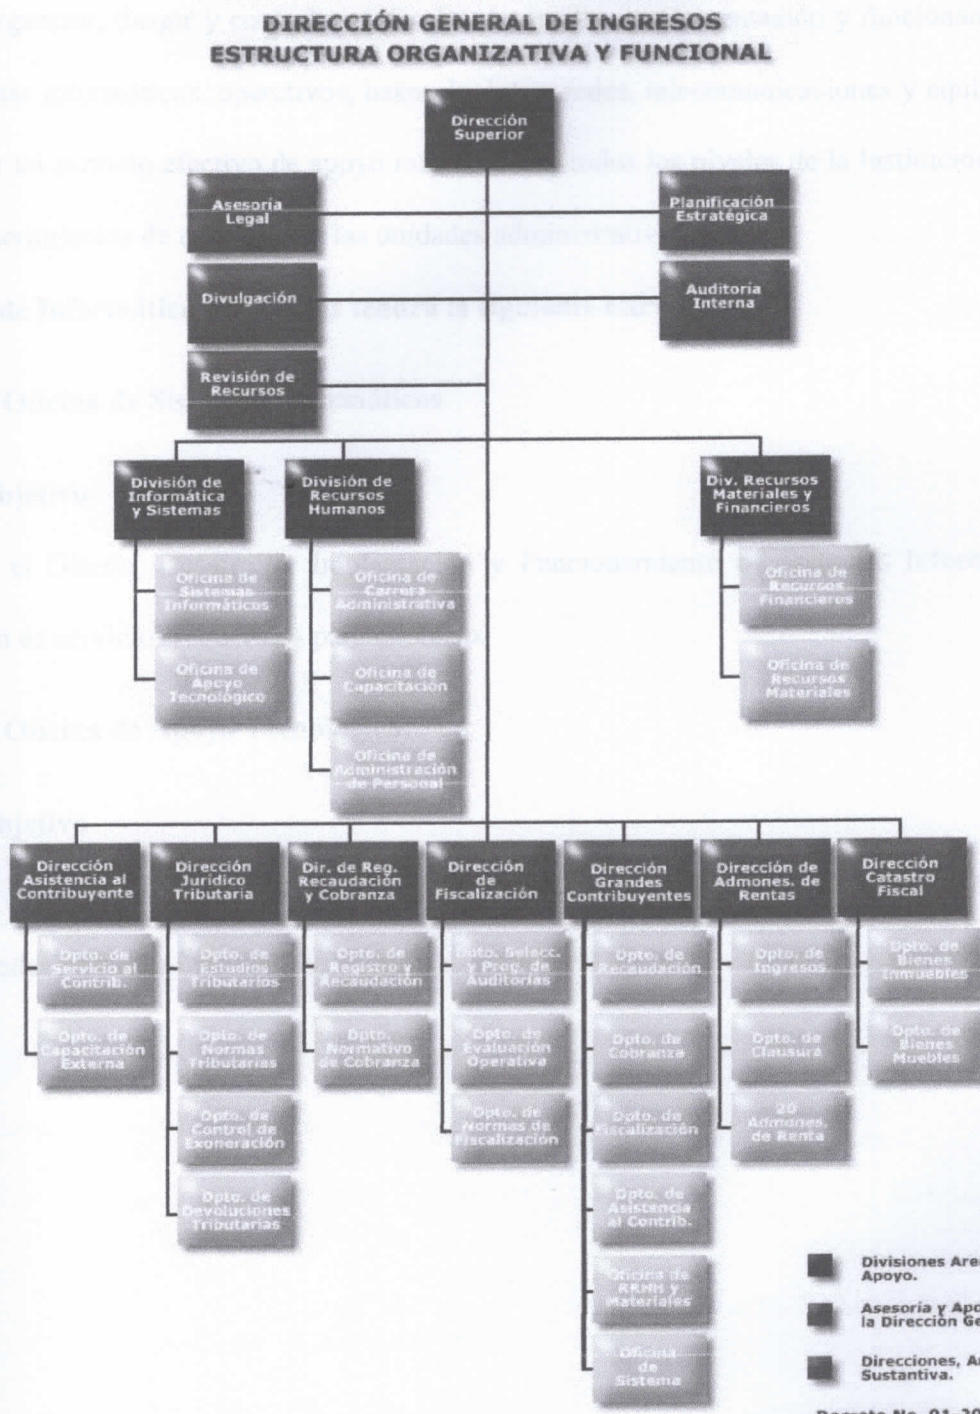 DIRECCIÓN GENERAL DE INGRESOS
ESTRUCTURA ORGANIZATIVA Y FUNCIONAL
Dirección
Superior
Asesoría
Legal
Planificación
Estratégica
Divulgación
Auditoría
Interna
Revisión de
Recursos
División de
Informática
y Sistemas
División de
Recursos
Humanos
Div. Recursos
Materiales y
Financieros
Oficina de
Sistemas
Informáticos
Oficina de
Apoyo
Tecnológico
Oficina de
Carrera
Administrativa
Oficina de
Capacitación
Oficina de
Administración
de Personal
Oficina de
Recursos
Financieros
Oficina de
Recursos
Materiales
Dirección
Asistencia al
Contribuyente
Dirección
Jurídico
Tributaria
Dir. de Reg.
Recaudación
y Cobranza
Dirección
de
Fiscalización
Dirección
Grandes
Contribuyentes
Dirección de
Admones. de
Rentas
Dirección
Catastro
Fiscal
Dpto. de
Servicio al
Contrib.
Dpto. de
Capacitación
Externa
Dpto. de
Estudios
Tributarios
Dpto. de
Normas
Tributarias
Dpto. de
Control de
Exoneración
Dpto. de
Devoluciones
Tributarias
Dpto. de
Registro y
Recaudación
Dpto.
Normativo
de Cobranza
Dpto. Selecc.
y Prog. de
Auditorías
Dpto. de
Evaluación
Operativa
Dpto. de
Normas de
Fiscalización
Dpto. de
Recaudación
Dpto. de
Cobranza
Dpto. de
Fiscalización
Dpto. de
Asistencia
al Contrib.
Oficina de
RRHH y
Materiales
Oficina
de
Sistema
Dpto. de
Ingresos
Dpto. de
Clausura
20
Admones.
de Renta
Dpto. de
Bienes
Inmuebles
Dpto. de
Bienes
Muebles
Divisiones
Apoyo.
Asesoría y
la Dirección
Direcciones,
Sustantiva.
Decreto No.